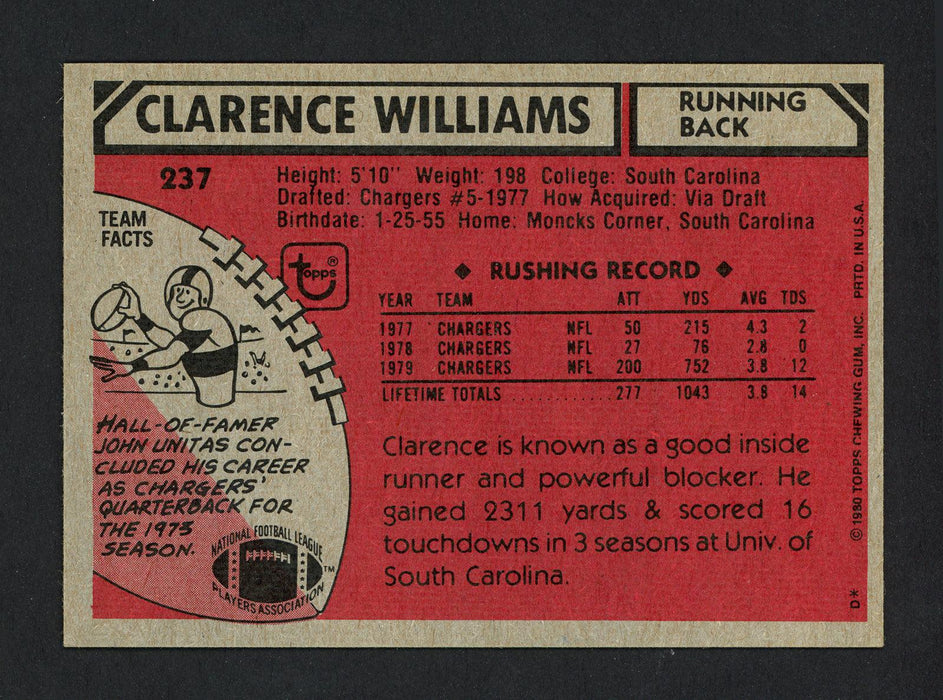 CLARENCE WILLIAMS
RUNNING
BACK
237
Height: 5'10" Weight: 198 College: South Carolina
Drafted: Chargers #5-1977 How Acquired: Via Draft
Birthdate: 1-25-55 Home: Moncks Corner, South Carolina
TEAM
FACTS
topps®
◆ RUSHING RECORD ◆
YEAR TEAM ATT YDS AVG TDS
1977 CHARGERS NFL 50 215 4.3 2
1978 CHARGERS NFL 27 76 2.8 0
1979 CHARGERS NFL 200 752 3.8 12
LIFETIME TOTALS ............. 277 1043 3.8 14
HALL-OF-FAMER
JOHN UNITAS CON-
CLUDED HIS CAREER
AS CHARGERS'
QUARTERBACK FOR
THE 1973
SEASON.
NATIONAL FOOTBALL LEAGUE
PLAYERS ASSOCIATION
™
Clarence is known as a good inside
runner and powerful blocker. He
gained 2311 yards & scored 16
touchdowns in 3 seasons at Univ. of
South Carolina.
D* © 1980 TOPPS CHEWING GUM, INC. PRTD. IN U.S.A.